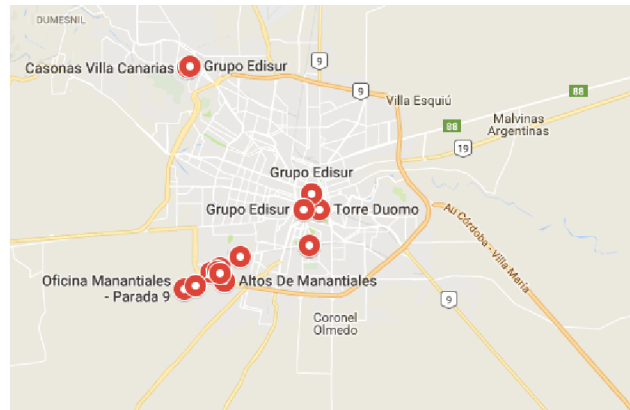 DUMESNIL
Casonas Villa Canarias
Grupo Edisur
9
9
Villa Esquiú
88
Malvinas
Argentinas
88
19
Grupo Edisur
Grupo Edisur
Torre Duomo
Au Córdoba - Villa María
Oficina Manantiales
- Parada 9
Altos De Manantiales
9
Coronel
Olmedo